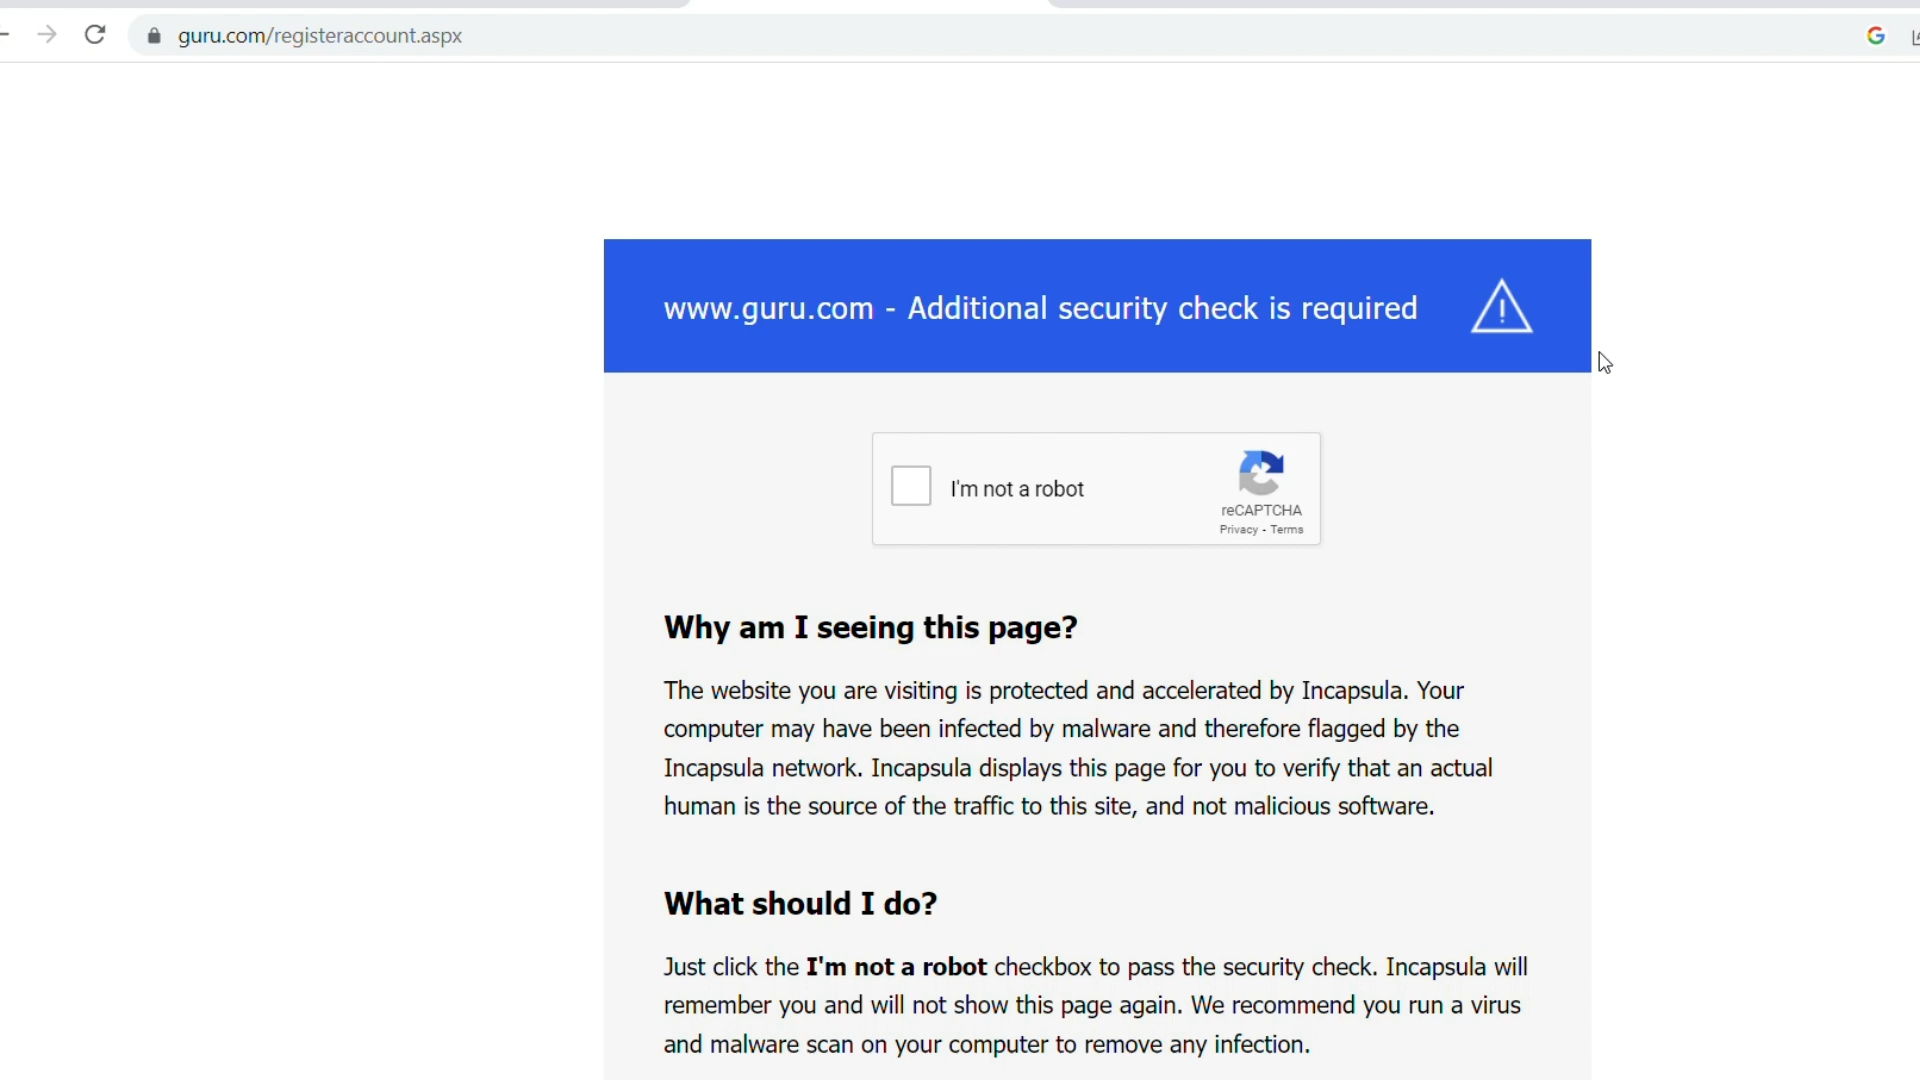 guru.com/registeraccount.aspx
www.guru.com - Additional security check is required
I'm not a robot
reCAPTCHA
Privacy - Terms
Why am I seeing this page?
The website you are visiting is protected and accelerated by Incapsula. Your
computer may have been infected by malware and therefore flagged by the
Incapsula network. Incapsula displays this page for you to verify that an actual
human is the source of the traffic to this site, and not malicious software.
What should I do?
Just click the I'm not a robot checkbox to pass the security check. Incapsula will
remember you and will not show this page again. We recommend you run a virus
and malware scan on your computer to remove any infection.